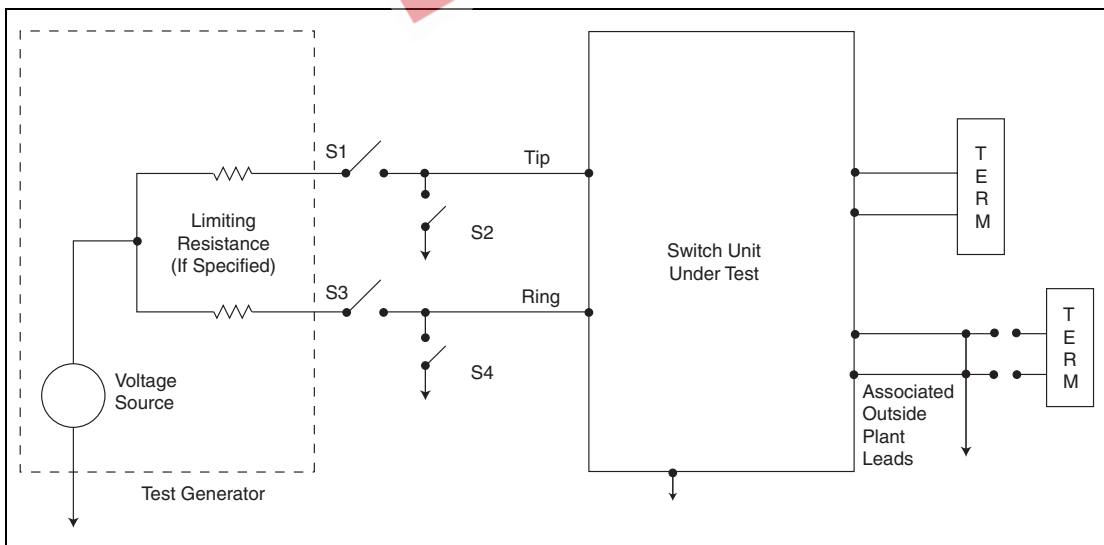 S1
Tip
S2
Limiting
Resistance
(If Specified)
S3
Ring
S4
Voltage
Source
Test Generator
Switch Unit
Under Test
T
E
R
M
T
E
R
M
Associated
Outside
Plant
Leads